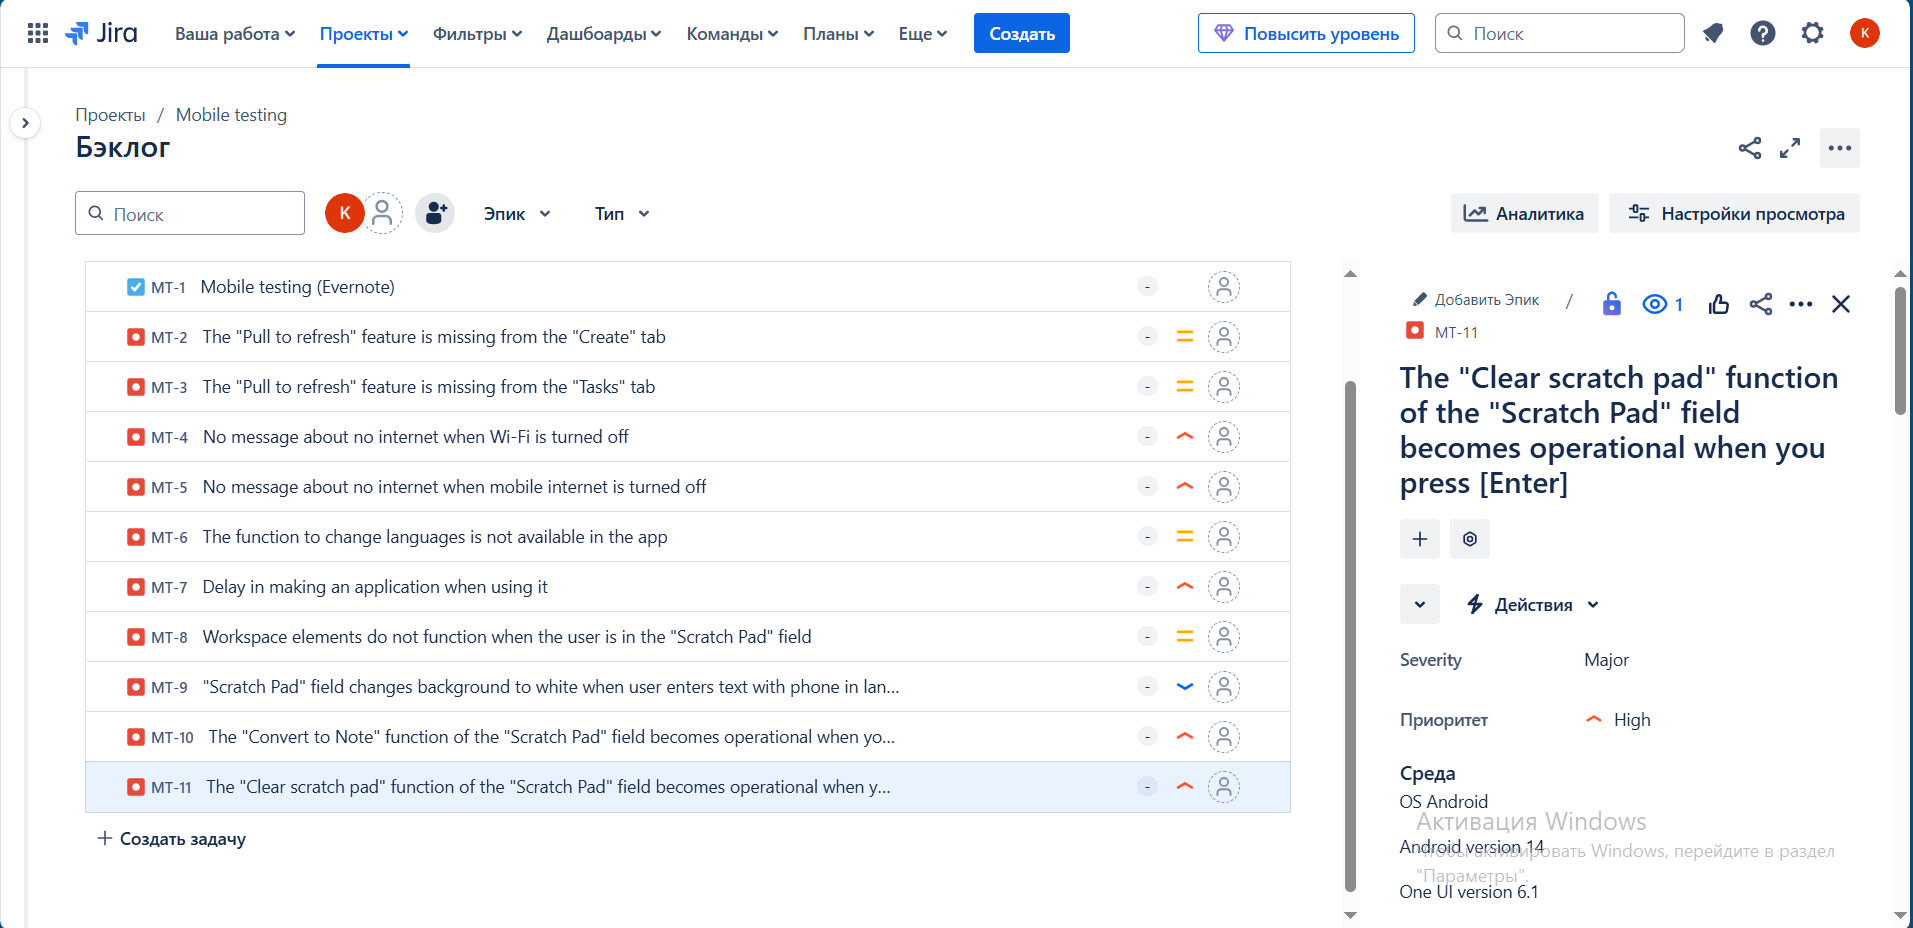 Jira Ваша работа Проекты Фильтры Дашборды Команды Планы Еще Создать Повысить уровень Поиск K
Проекты / Mobile testing
Бэклог
Поиск K Эпик Тип Аналитика Настройки просмотра
MT-1 Mobile testing (Evernote) -
MT-2 The "Pull to refresh" feature is missing from the "Create" tab -
MT-3 The "Pull to refresh" feature is missing from the "Tasks" tab -
MT-4 No message about no internet when Wi-Fi is turned off -
MT-5 No message about no internet when mobile internet is turned off -
MT-6 The function to change languages is not available in the app -
MT-7 Delay in making an application when using it -
MT-8 Workspace elements do not function when the user is in the "Scratch Pad" field -
MT-9 "Scratch Pad" field changes background to white when user enters text with phone in lan... -
MT-10 The "Convert to Note" function of the "Scratch Pad" field becomes operational when yo... -
MT-11 The "Clear scratch pad" function of the "Scratch Pad" field becomes operational when y... -
+ Создать задачу
Добавить Эпик / 1
MT-11
The "Clear scratch pad" function
of the "Scratch Pad" field
becomes operational when you
press [Enter]
Действия
Severity Major
Приоритет High
Среда
OS Android
Активация Windows
Android version 14
Чтобы активировать Windows, перейдите в раздел
"Параметры".
One UI version 6.1